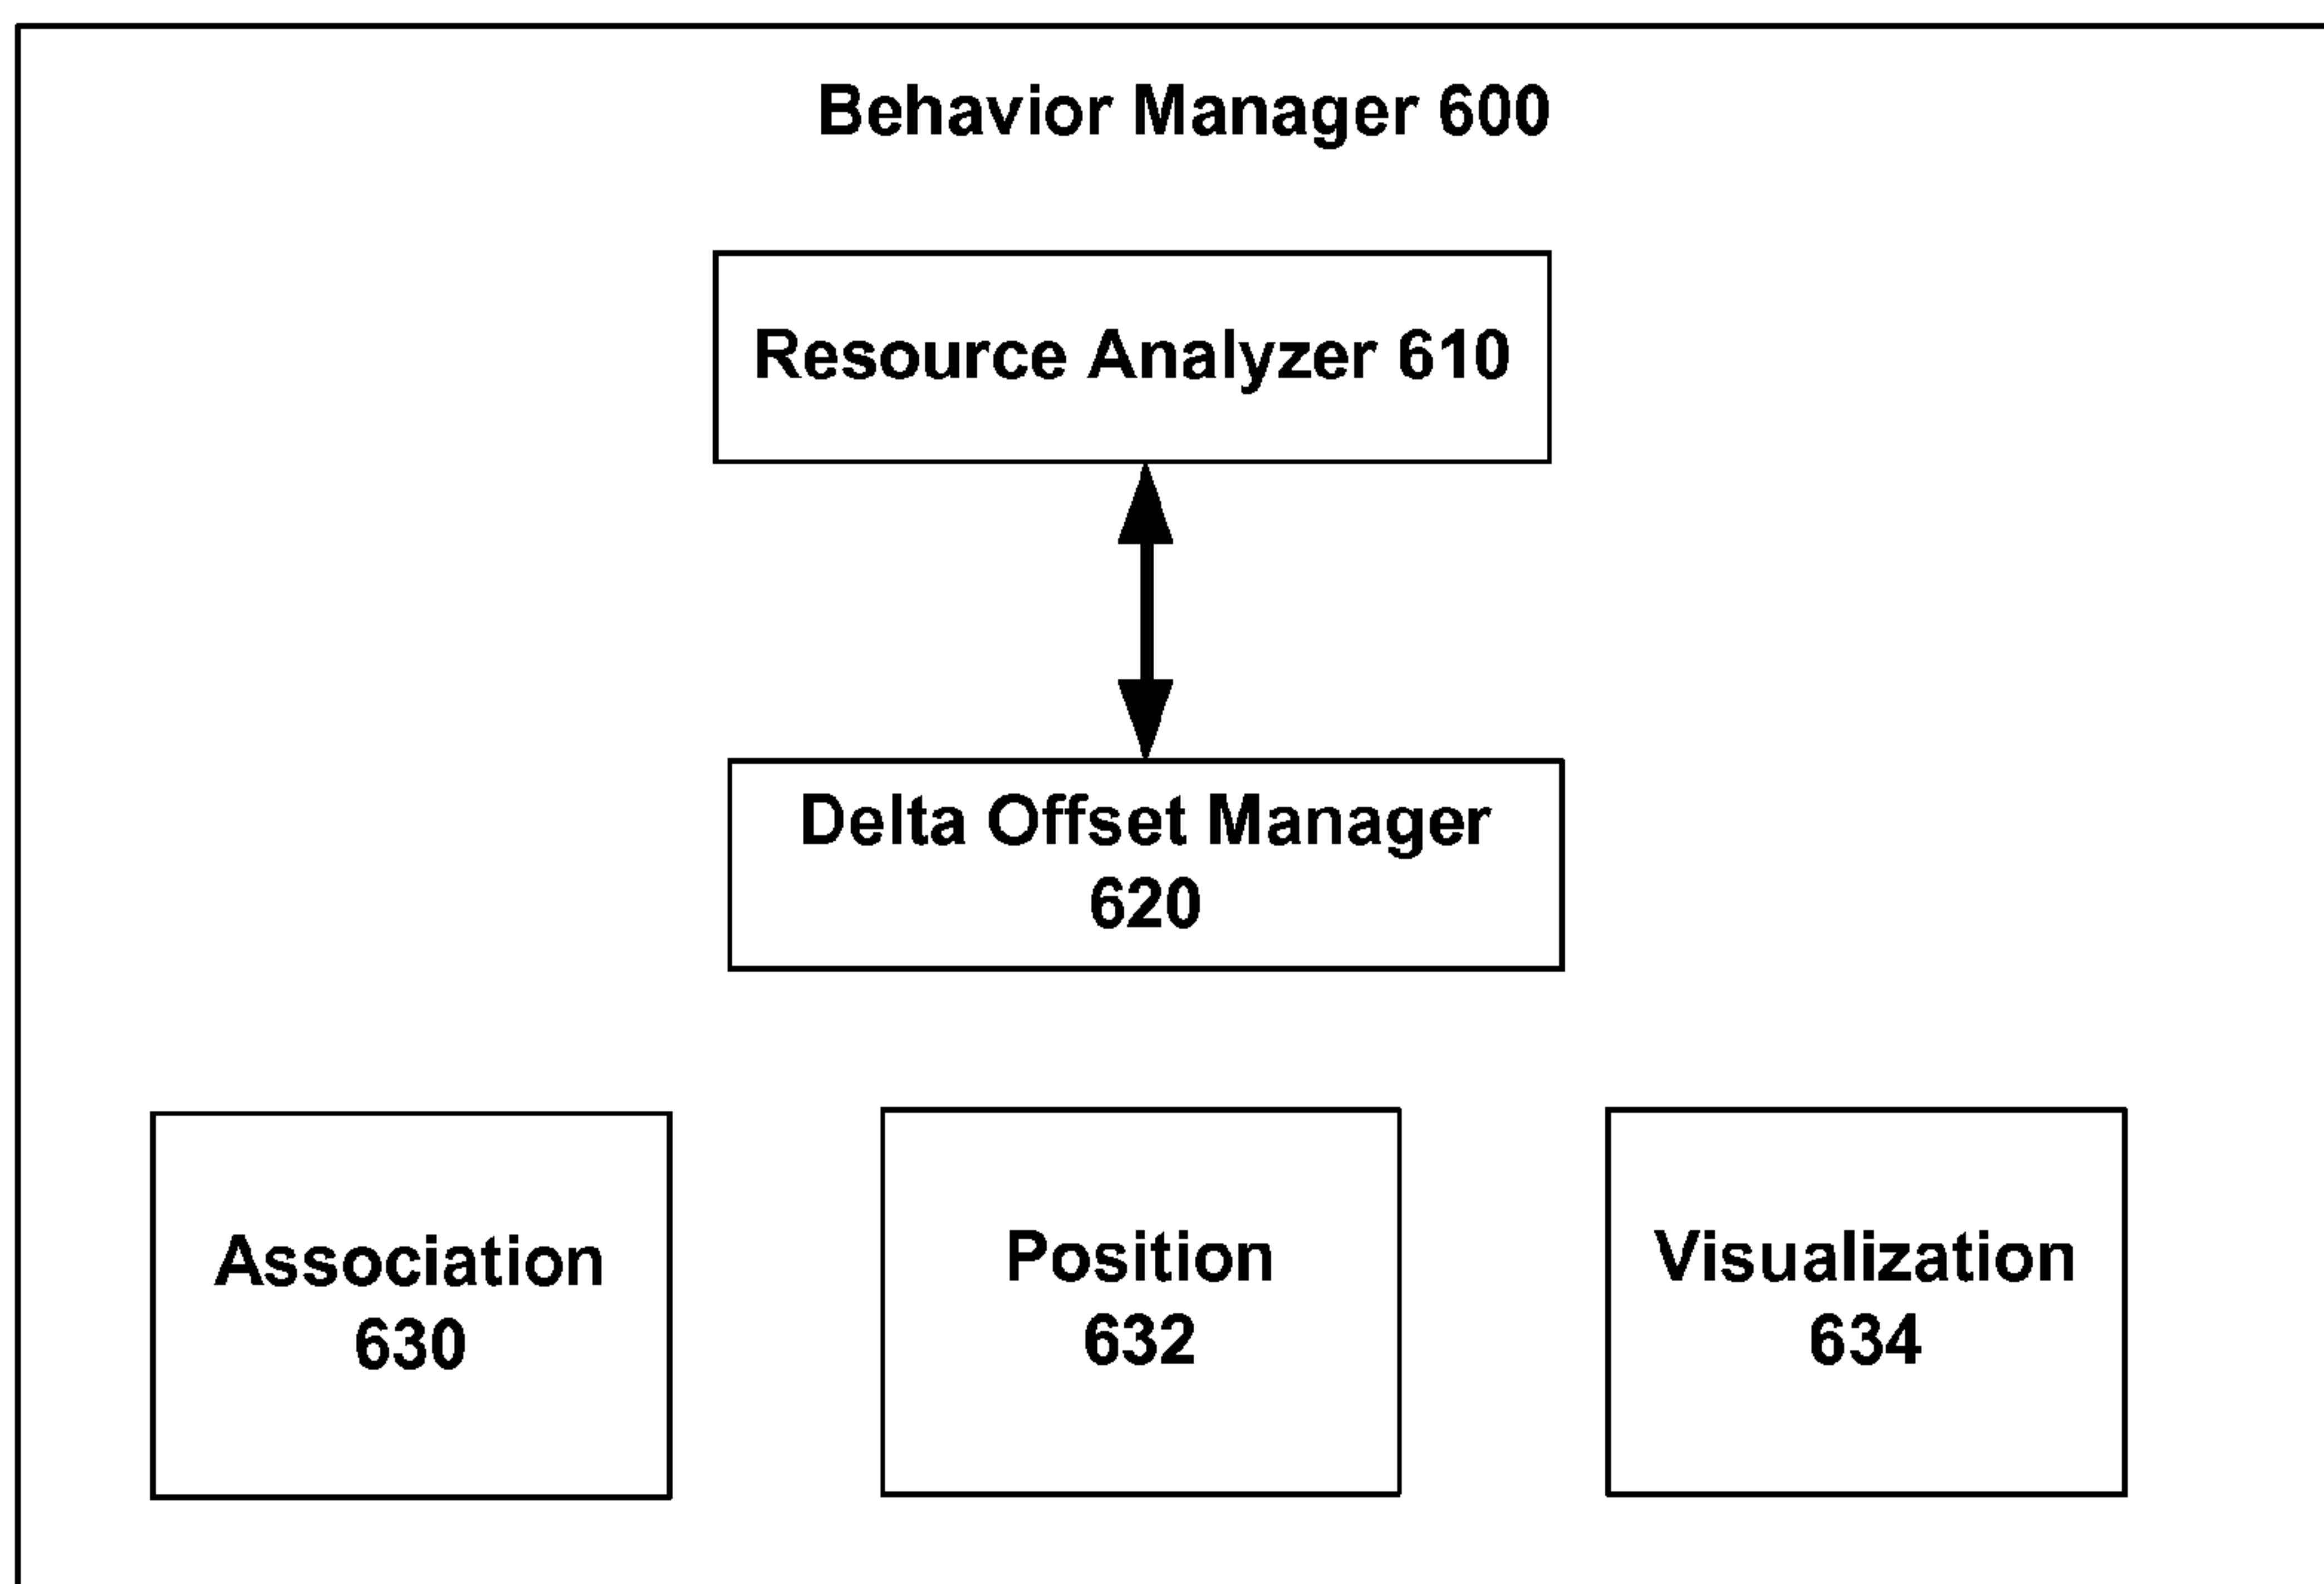 Behavior Manager 600
Resource Analyzer 610
Delta Offset Manager
620
Association
630
Position
632
Visualization
634